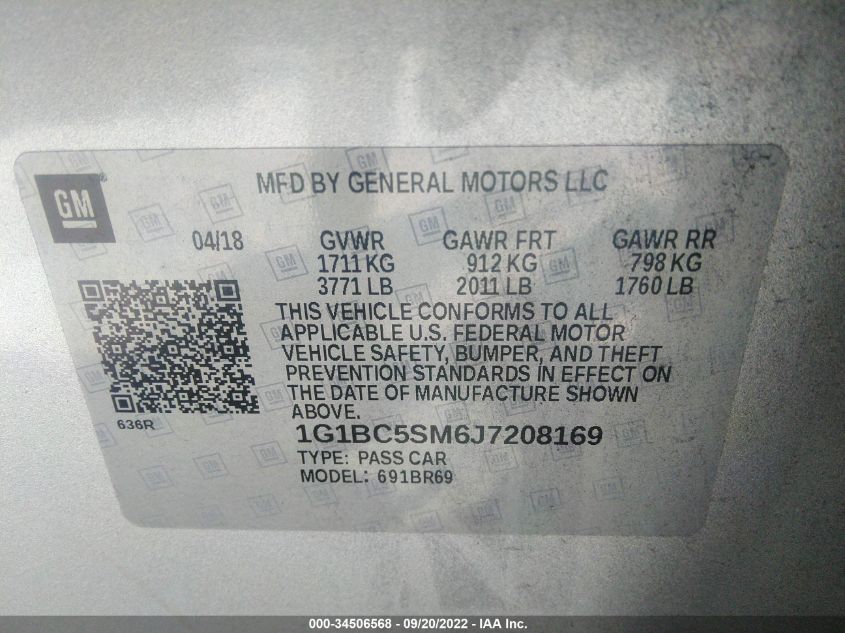 GM
MFD BY GENERAL MOTORS LLC
04/18 GVWR GAWR FRT GAWR RR
1711 KG 912 KG 798 KG
3771 LB 2011 LB 1760 LB
THIS VEHICLE CONFORMS TO ALL
APPLICABLE U.S. FEDERAL MOTOR
VEHICLE SAFETY, BUMPER, AND THEFT
PREVENTION STANDARDS IN EFFECT ON
THE DATE OF MANUFACTURE SHOWN
ABOVE.
636R
1G1BC5SM6J7208169
TYPE: PASS CAR
MODEL: 691BR69
000-34506568 - 09/20/2022 - IAA Inc.